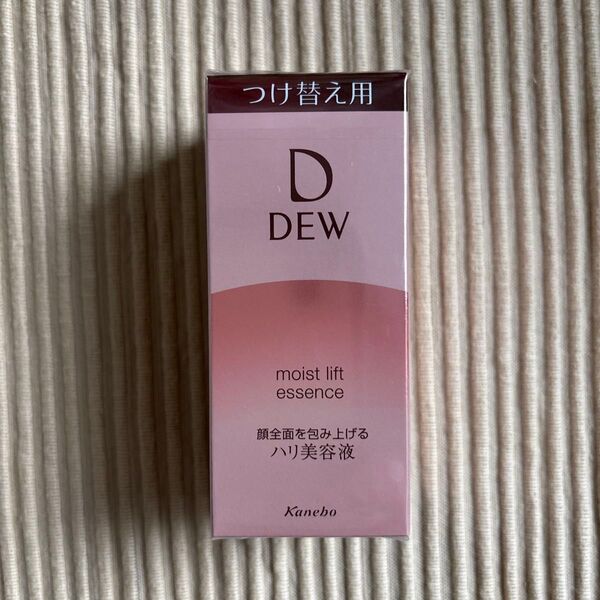 つけ替え用
D
DEW
moist lift
essence
顔全面を包み上げる
ハリ美容液
Kanebo